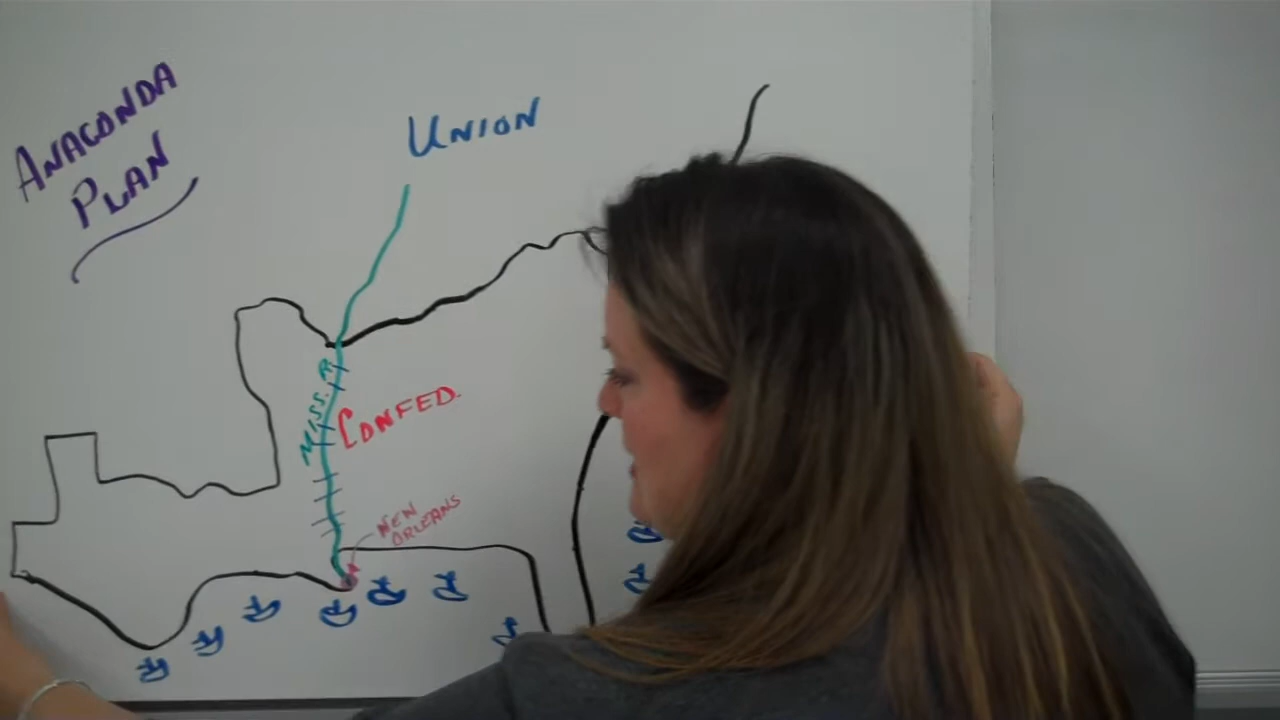 ANACONDA
PLAN
UNION
MISS. R.
CONFED.
NEW
ORLEANS